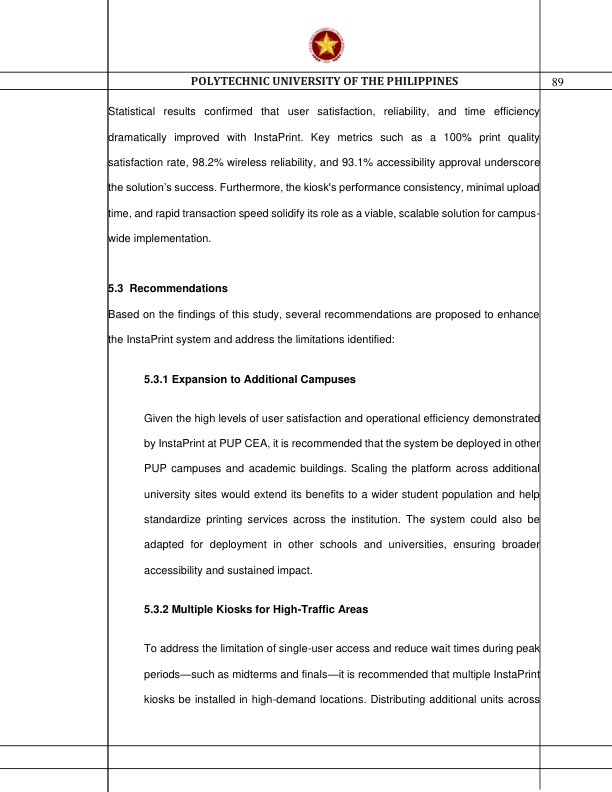 POLYTECHNIC UNIVERSITY OF THE PHILIPPINES 89
Statistical results confirmed that user satisfaction, reliability, and time efficiency
dramatically improved with InstaPrint. Key metrics such as a 100% print quality
satisfaction rate, 98.2% wireless reliability, and 93.1% accessibility approval underscore
the solution’s success. Furthermore, the kiosk's performance consistency, minimal upload
time, and rapid transaction speed solidify its role as a viable, scalable solution for campus-
wide implementation.
5.3 Recommendations
Based on the findings of this study, several recommendations are proposed to enhance
the InstaPrint system and address the limitations identified:
5.3.1 Expansion to Additional Campuses
Given the high levels of user satisfaction and operational efficiency demonstrated
by InstaPrint at PUP CEA, it is recommended that the system be deployed in other
PUP campuses and academic buildings. Scaling the platform across additional
university sites would extend its benefits to a wider student population and help
standardize printing services across the institution. The system could also be
adapted for deployment in other schools and universities, ensuring broader
accessibility and sustained impact.
5.3.2 Multiple Kiosks for High-Traffic Areas
To address the limitation of single-user access and reduce wait times during peak
periods—such as midterms and finals—it is recommended that multiple InstaPrint
kiosks be installed in high-demand locations. Distributing additional units across